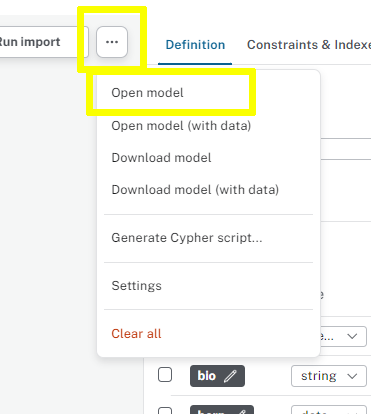 Run import
...
Definition
Constraints & Indexe
Open model
Open model (with data)
Download model
Download model (with data)
Generate Cypher script...
Settings
e
Clear all
e...
bio
string